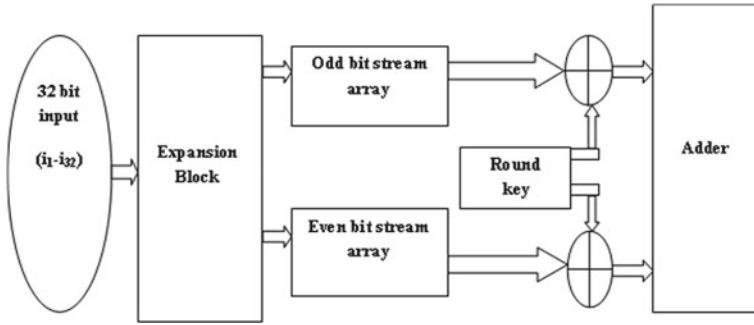 32 bit
input
(i1-i32)
Expansion
Block
Odd bit stream
array
Even bit stream
array
Round
key
Adder